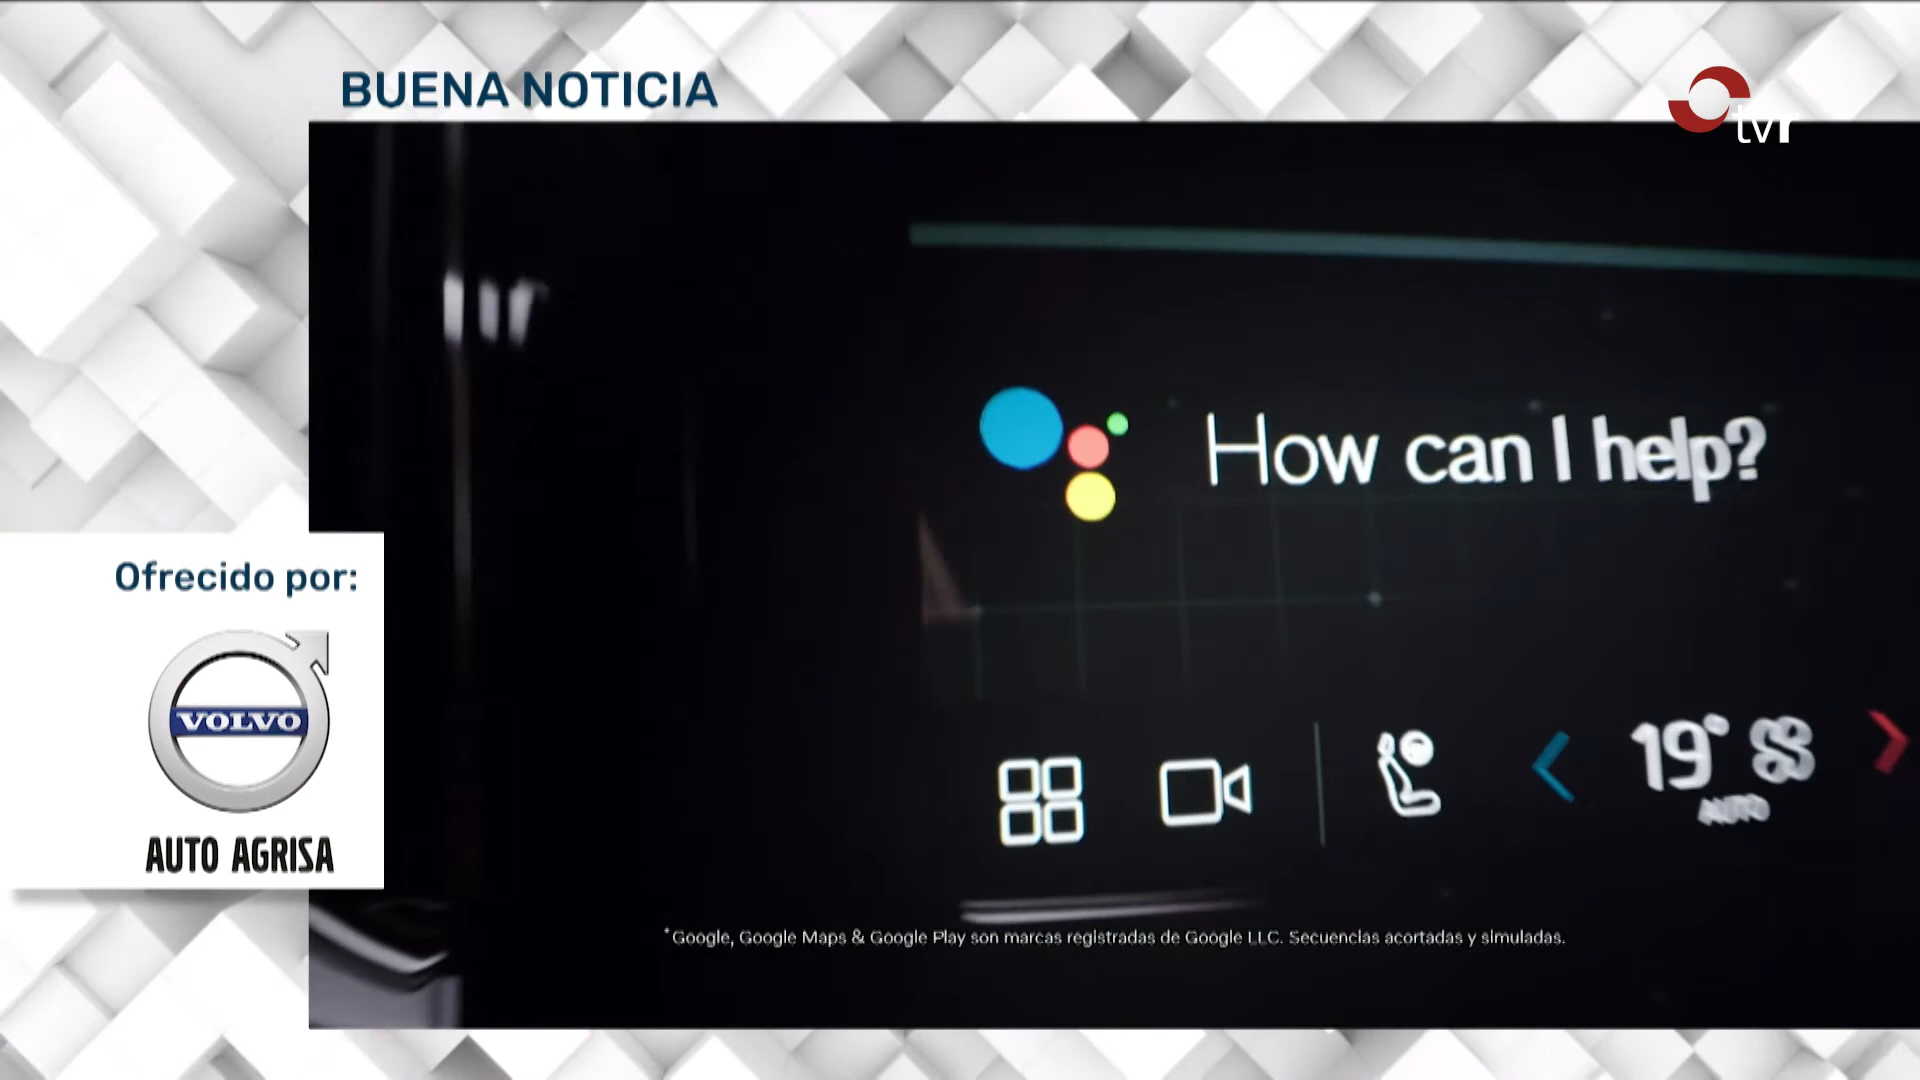 BUENA NOTICIA
tvr
How can I help?
Ofrecido por:
VOLVO
19°
AUTO
AUTO AGRISA
*Google, Google Maps & Google Play son marcas registradas de Google LLC. Secuencias acortadas y simuladas.